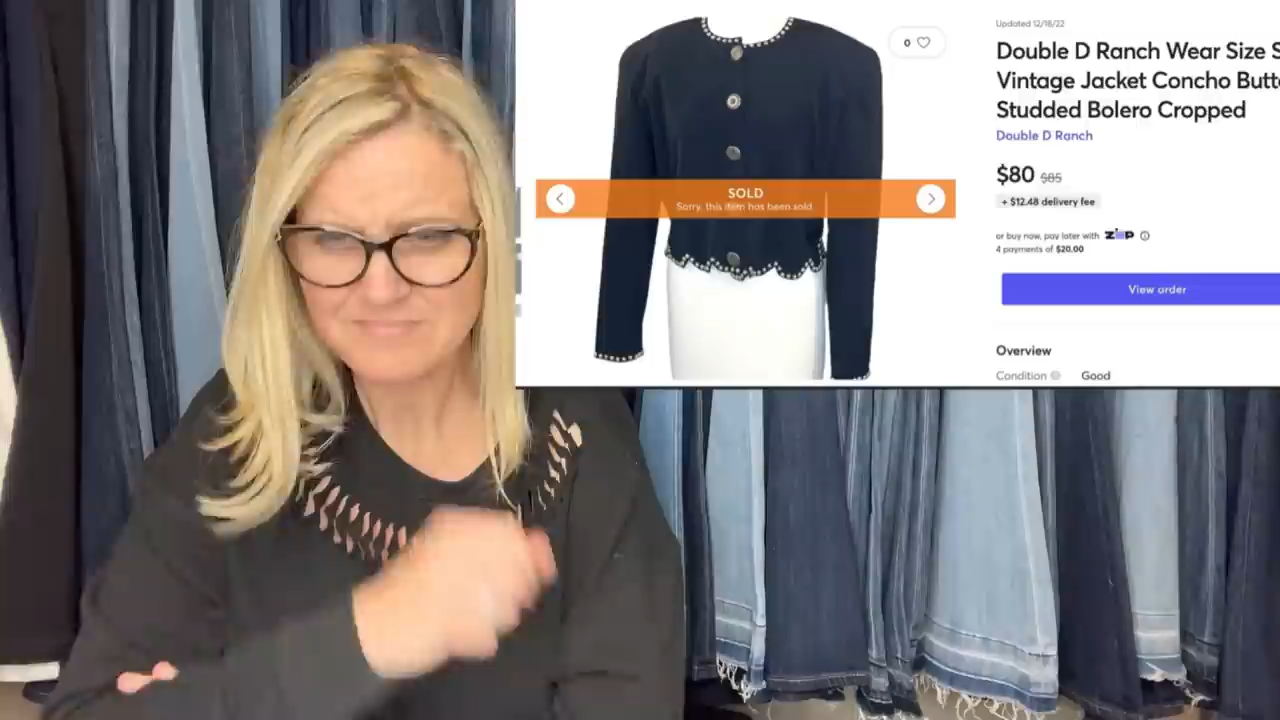 Updated 12/18/22
0
Double D Ranch Wear Size S
Vintage Jacket Concho Butt
Studded Bolero Cropped
Double D Ranch
$80 $85
+ $12.48 delivery fee
or buy now, pay later with ZIP
4 payments of $20.00
SOLD
Sorry, this item has been sold
View order
Overview
Condition Good